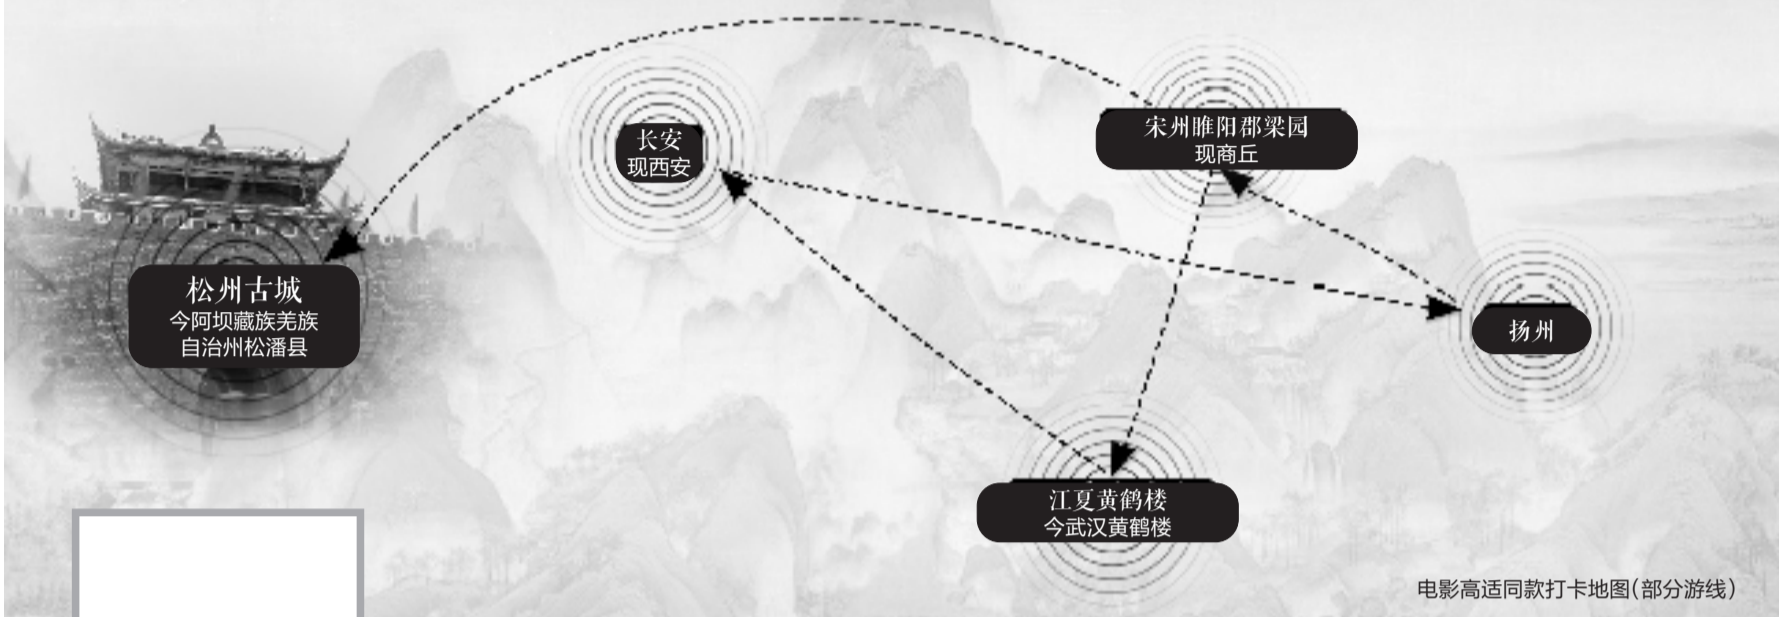 长安
现西安
宋州睢阳郡梁园
现商丘
松州古城
今阿坝藏族羌族
自治州松潘县
扬州
江夏黄鹤楼
今武汉黄鹤楼
电影高适同款打卡地图(部分游线)